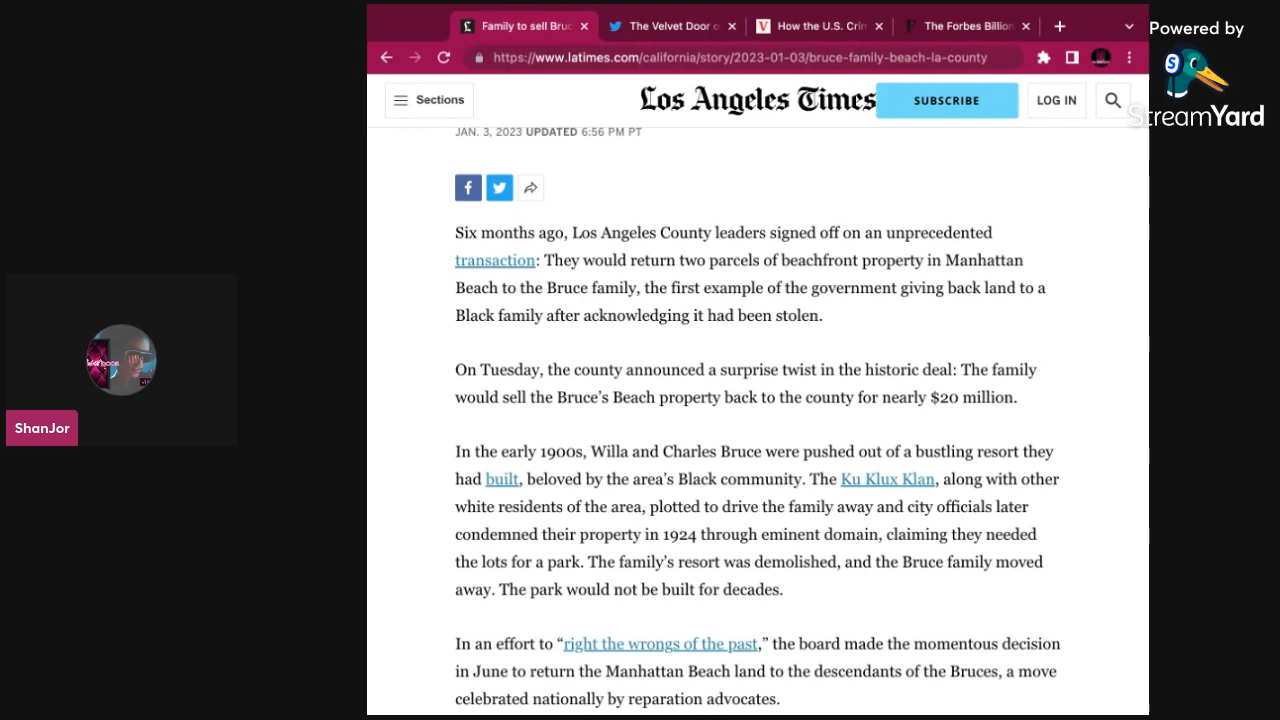 Family to sell Bruc
The Velvet Door o
How the U.S. Crin
The Forbes Billion
https://www.latimes.com/california/story/2023-01-03/bruce-family-beach-la-county
Powered by
StreamYard
Sections
Los Angeles Times
SUBSCRIBE
LOG IN
JAN. 3, 2023 UPDATED 6:56 PM PT
Six months ago, Los Angeles County leaders signed off on an unprecedented
transaction: They would return two parcels of beachfront property in Manhattan
Beach to the Bruce family, the first example of the government giving back land to a
Black family after acknowledging it had been stolen.
On Tuesday, the county announced a surprise twist in the historic deal: The family
would sell the Bruce’s Beach property back to the county for nearly $20 million.
In the early 1900s, Willa and Charles Bruce were pushed out of a bustling resort they
had built, beloved by the area’s Black community. The Ku Klux Klan, along with other
white residents of the area, plotted to drive the family away and city officials later
condemned their property in 1924 through eminent domain, claiming they needed
the lots for a park. The family’s resort was demolished, and the Bruce family moved
away. The park would not be built for decades.
In an effort to “right the wrongs of the past,” the board made the momentous decision
in June to return the Manhattan Beach land to the descendants of the Bruces, a move
celebrated nationally by reparation advocates.
ShanJor